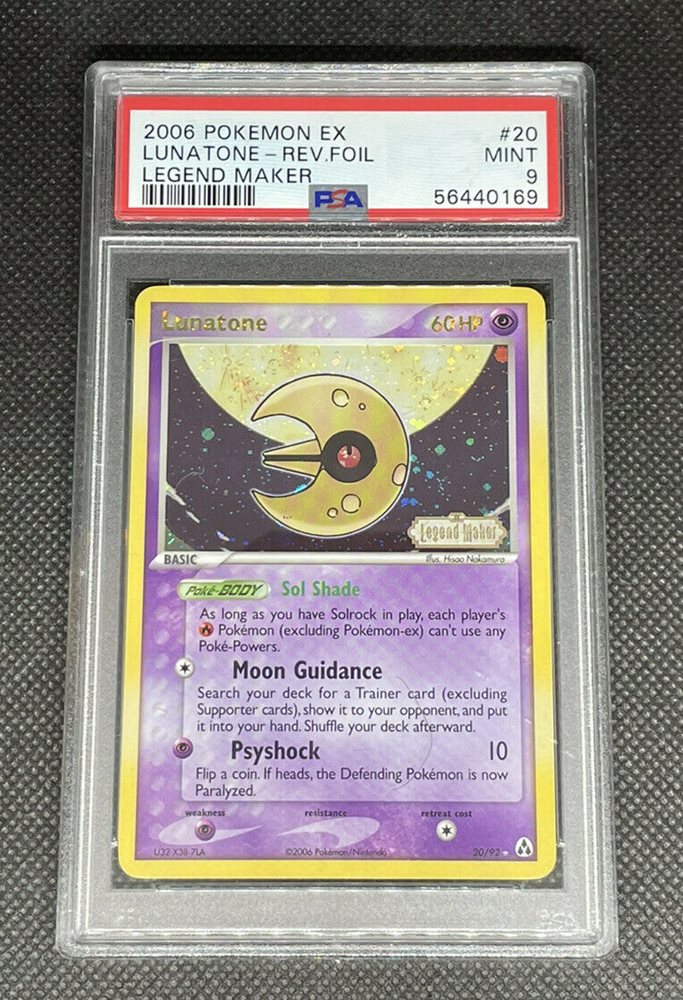 2006 POKEMON EX #20
LUNATONE - REV.FOIL MINT
LEGEND MAKER 9
PSA 56440169
Lunatone 60 HP
Legend Maker
BASIC Illus. Hisao Nakamura
Poké-BODY Sol Shade
As long as you have Solrock in play, each player's
Pokémon (excluding Pokémon-ex) can't use any
Poké-Powers.
Moon Guidance
Search your deck for a Trainer card (excluding
Supporter cards), show it to your opponent, and put
it into your hand. Shuffle your deck afterward.
Psyshock 10
Flip a coin. If heads, the Defending Pokémon is now
Paralyzed.
weakness resistance retreat cost
U32-X38-7LA ©2006 Pokémon/Nintendo 20/92